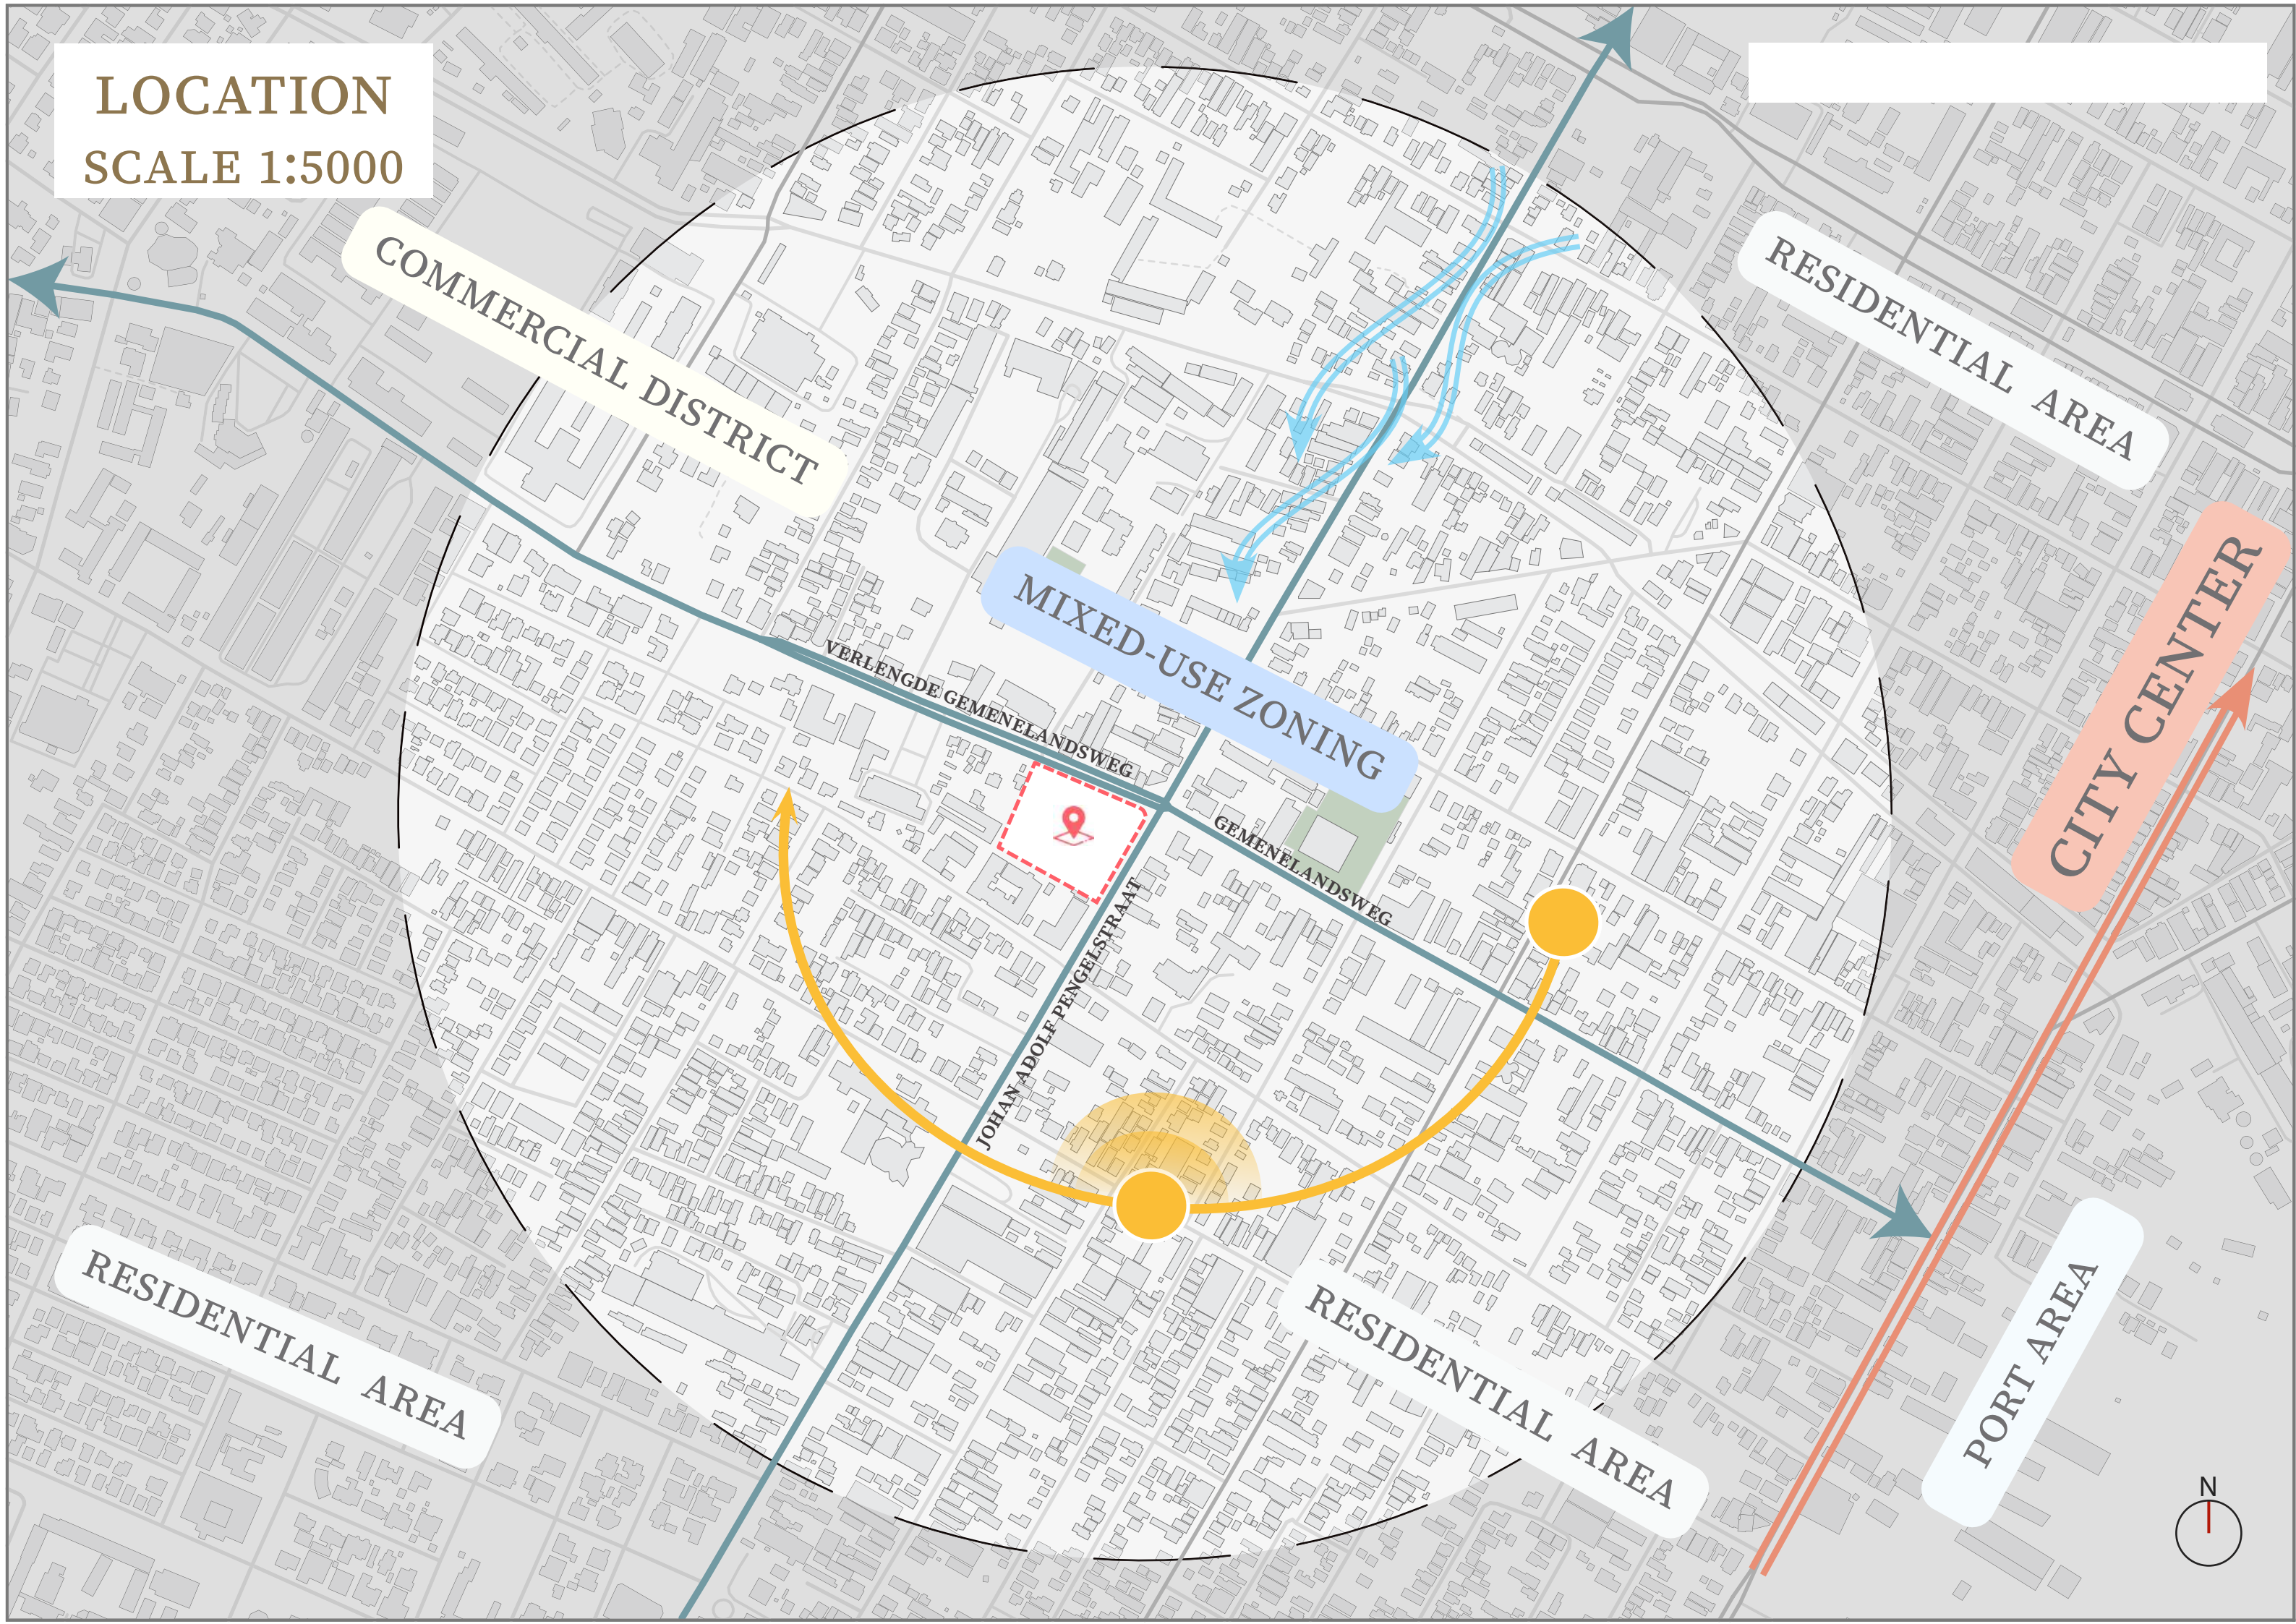 LOCATION
SCALE 1:5000
COMMERCIAL DISTRICT
RESIDENTIAL AREA
CITY CENTER
MIXED-USE ZONING
VERLENGDE GEMENELANDSWEG
GEMENELANDSWEG
JOHAN ADOLF PENGELSTRAAT
RESIDENTIAL AREA
RESIDENTIAL AREA
PORT AREA
N